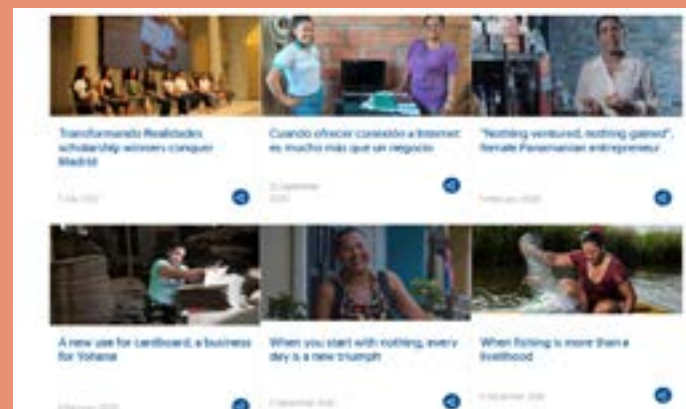 Transformando Realidades
scholarship winners conquer
Madrid
Cuando ofrecer conexión a Internet
es mucho más que un negocio
"Nothing ventured, nothing gained",
female Panamanian entrepreneur
A new use for cardboard, a business
for Yohana
When you start with nothing, every
day is a new triumph
When fishing is more than a
livelihood